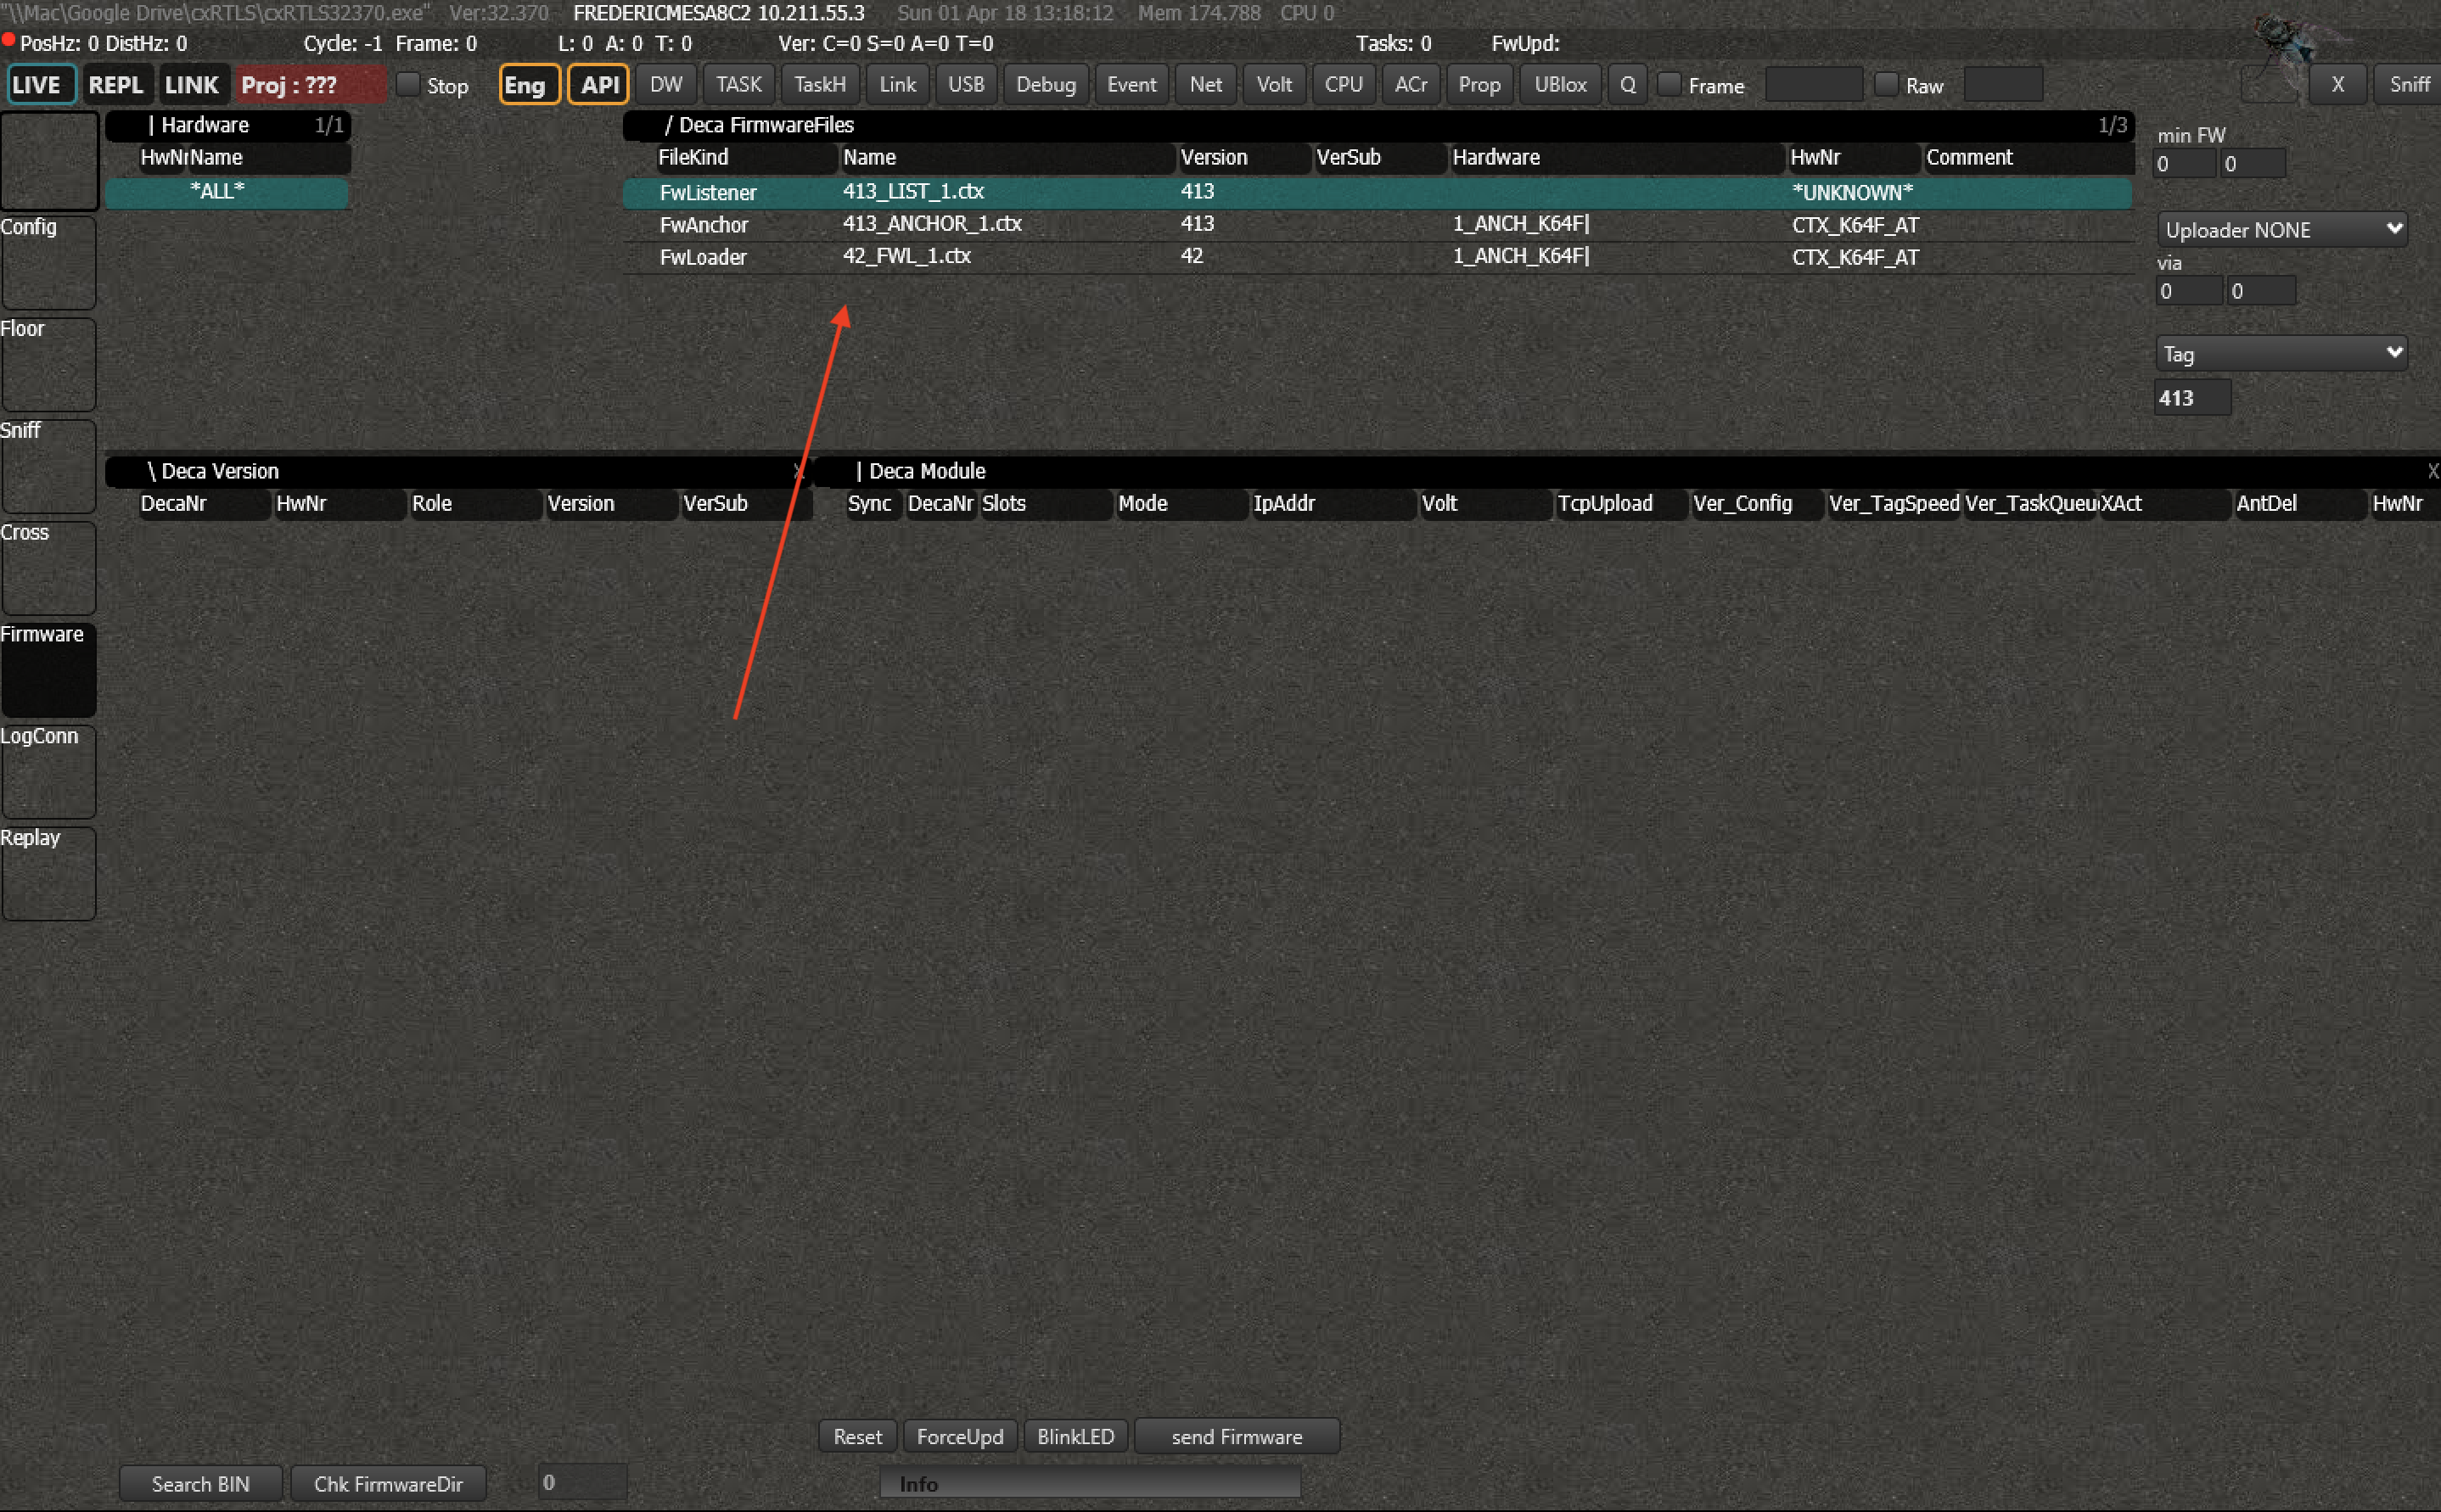 "\\Mac\Google Drive\cxRTLS\cxRTLS32370.exe" Ver:32.370 FREDERICMESA8C2 10.211.55.3 Sun 01 Apr 18 13:18:12 Mem 174.788 CPU 0
PosHz: 0 DistHz: 0 Cycle: -1 Frame: 0 L: 0 A: 0 T: 0 Ver: C=0 S=0 A=0 T=0 Tasks: 0 FwUpd:
LIVE REPL LINK Proj : ??? Stop Eng API DW TASK TaskH Link USB Debug Event Net Volt CPU ACr Prop UBlox Q Frame Raw X Sniff
| Hardware 1/1 / Deca FirmwareFiles 1/3
min FW
HwNr Name FileKind Name Version VerSub Hardware HwNr Comment
0 0
*ALL* FwListener 413_LIST_1.ctx 413 *UNKNOWN*
FwAnchor 413_ANCHOR_1.ctx 413 1_ANCH_K64F| CTX_K64F_AT
Config
Uploader NONE
FwLoader 42_FWL_1.ctx 42 1_ANCH_K64F| CTX_K64F_AT
via
0 0
Floor
Tag
413
Sniff
\ Deca Version X | Deca Module X
DecaNr HwNr Role Version VerSub Sync DecaNr Slots Mode IpAddr Volt TcpUpload Ver_Config Ver_TagSpeed Ver_TaskQueu XAct AntDel HwNr
Cross
Firmware
LogConn
Replay
Reset ForceUpd BlinkLED send Firmware
Search BIN Chk FirmwareDir 0 Info